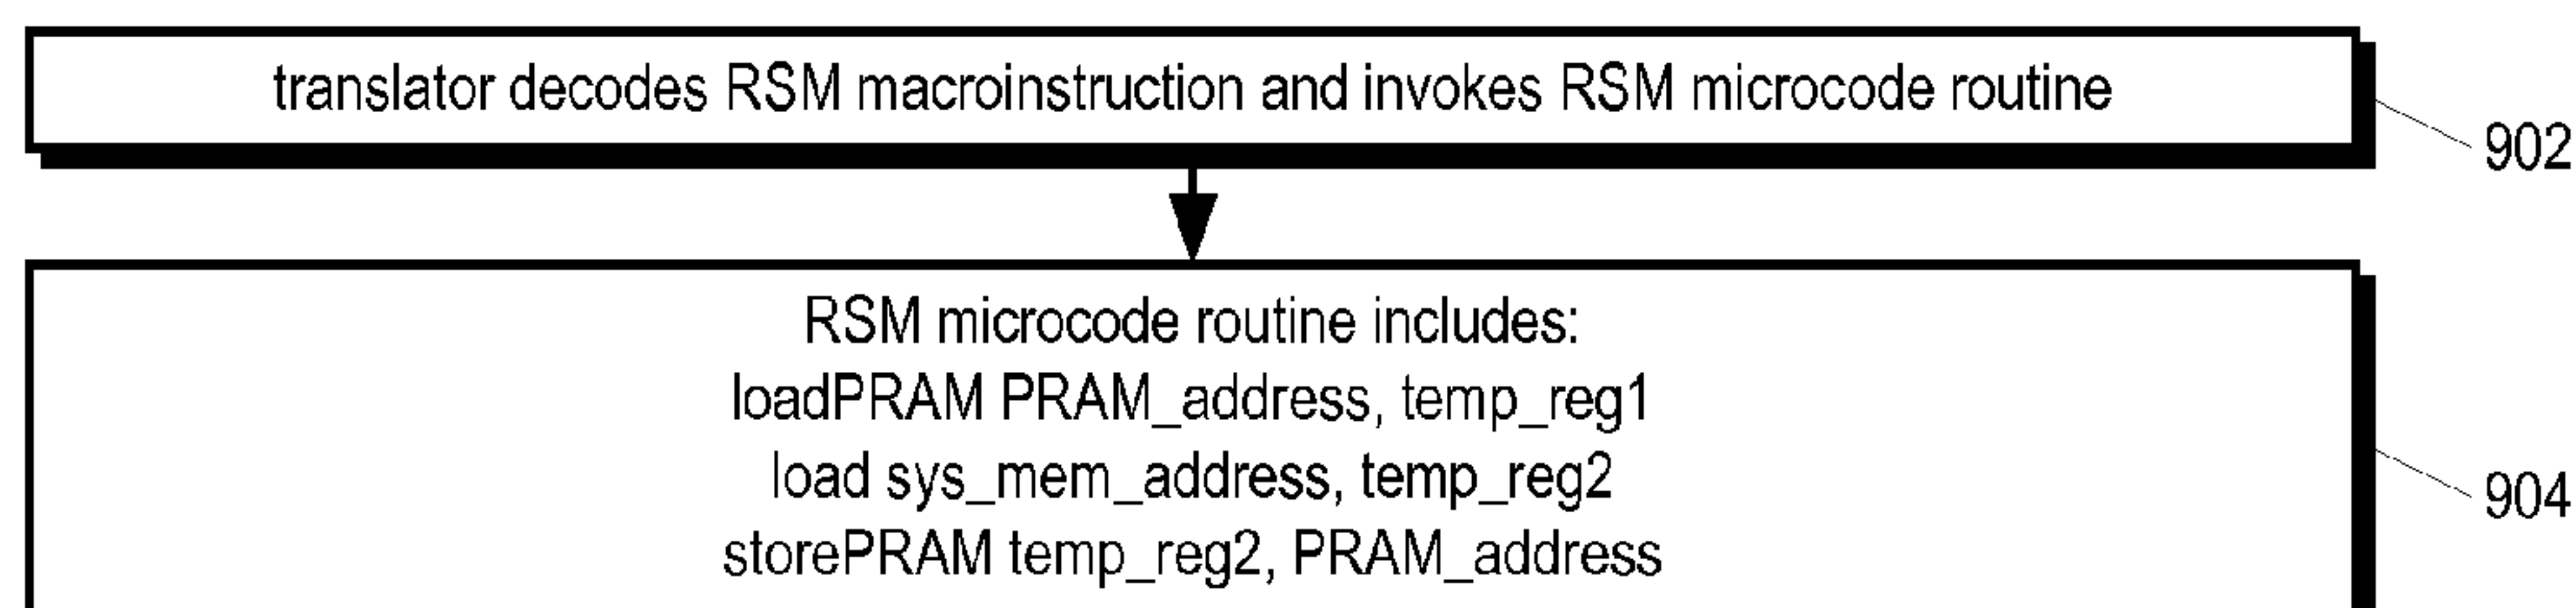 translator decodes RSM macroinstruction and invokes RSM microcode routine
902
RSM microcode routine includes:
loadPRAM PRAM_address, temp_reg1
load sys_mem_address, temp_reg2
904
storePRAM temp_reg2, PRAM_address